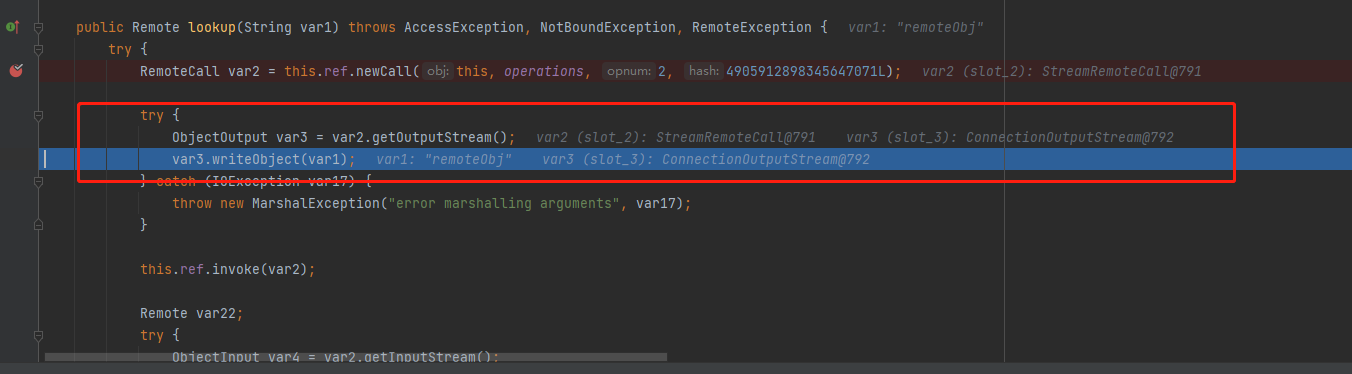 public Remote lookup(String var1) throws AccessException, NotBoundException, RemoteException { var1: "remoteObj"
try {
RemoteCall var2 = this.ref.newCall( obj: this, operations, opnum: 2, hash: 4905912898345647071L); var2 (slot_2): StreamRemoteCall@791
try {
ObjectOutput var3 = var2.getOutputStream(); var2 (slot_2): StreamRemoteCall@791 var3 (slot_3): ConnectionOutputStream@792
var3.writeObject(var1); var1: "remoteObj" var3 (slot_3): ConnectionOutputStream@792
} catch (IOException var17) {
throw new MarshalException("error marshalling arguments", var17);
}
this.ref.invoke(var2);
Remote var22;
try {
ObjectInput var4 = var2.getInputStream();